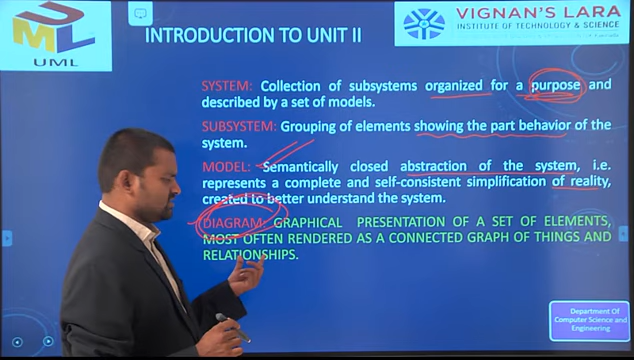 UML
UML
INTRODUCTION TO UNIT II
VIGNAN'S LARA
INSTITUTE OF TECHNOLOGY & SCIENCE
SYSTEM: Collection of subsystems organized for a purpose and
described by a set of models.
SUBSYSTEM: Grouping of elements showing the part behavior of the
system.
MODEL: Semantically closed abstraction of the system, i.e.
represents a complete and self-consistent simplification of reality,
created to better understand the system.
DIAGRAM: GRAPHICAL PRESENTATION OF A SET OF ELEMENTS,
MOST OFTEN RENDERED AS A CONNECTED GRAPH OF THINGS AND
RELATIONSHIPS.
Department Of
Computer Science and
Engineering